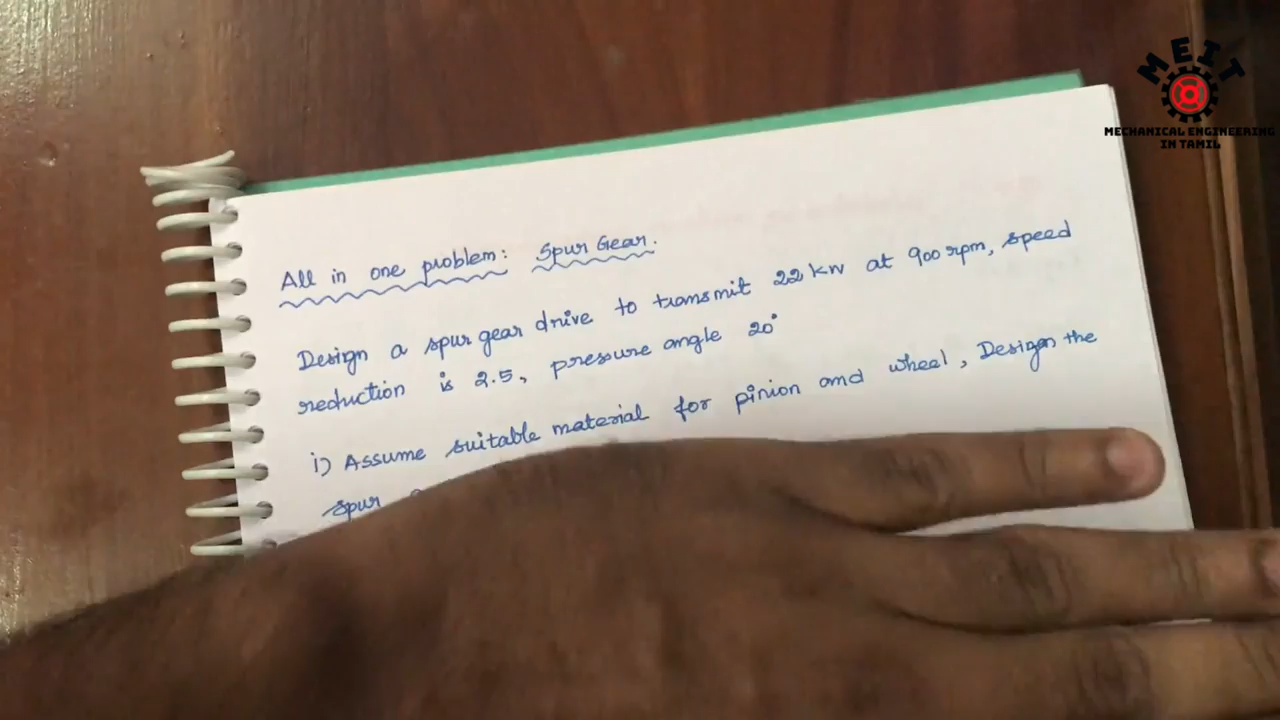 MEIT
MECHANICAL ENGINEERING
IN TAMIL
All in one problem: Spur Gear.
Design a spur gear drive to transmit 22 kw at 900 rpm, speed
reduction is 2.5, pressure angle 20°
i) Assume suitable material for pinion and wheel, Design the
spur